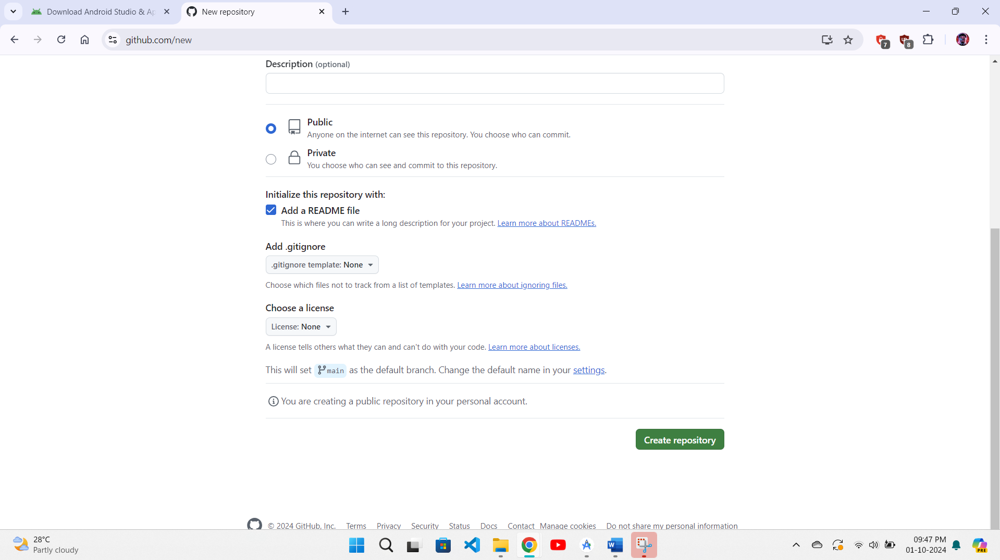 Download Android Studio & Ap
New repository
github.com/new
7
8
Description (optional)
Public
Anyone on the internet can see this repository. You choose who can commit.
Private
You choose who can see and commit to this repository.
Initialize this repository with:
Add a README file
This is where you can write a long description for your project. Learn more about READMEs.
Add .gitignore
.gitignore template: None
Choose which files not to track from a list of templates. Learn more about ignoring files.
Choose a license
License: None
A license tells others what they can and can't do with your code. Learn more about licenses.
This will set main as the default branch. Change the default name in your settings.
You are creating a public repository in your personal account.
Create repository
© 2024 GitHub, Inc. Terms Privacy Security Status Docs Contact Manage cookies Do not share my personal information
28°C
Partly cloudy
09:47 PM
01-10-2024
PRE